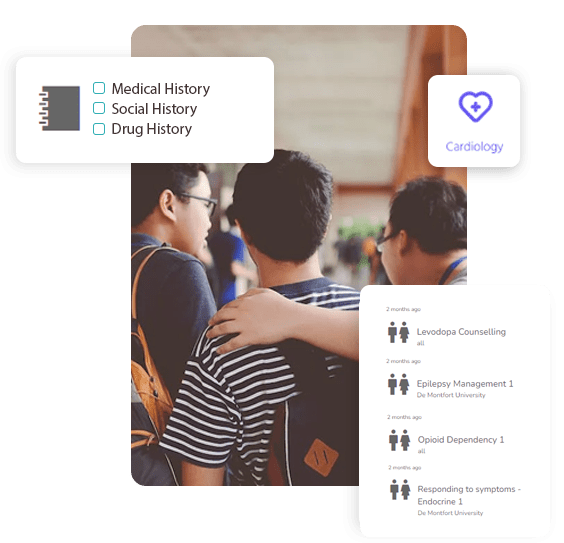 Medical History
Social History
Drug History
Cardiology
2 months ago
Levodopa Counselling
all
2 months ago
Epilepsy Management 1
De Montfort University
2 months ago
Opioid Dependency 1
all
2 months ago
Responding to symptoms -
Endocrine 1
De Montfort University